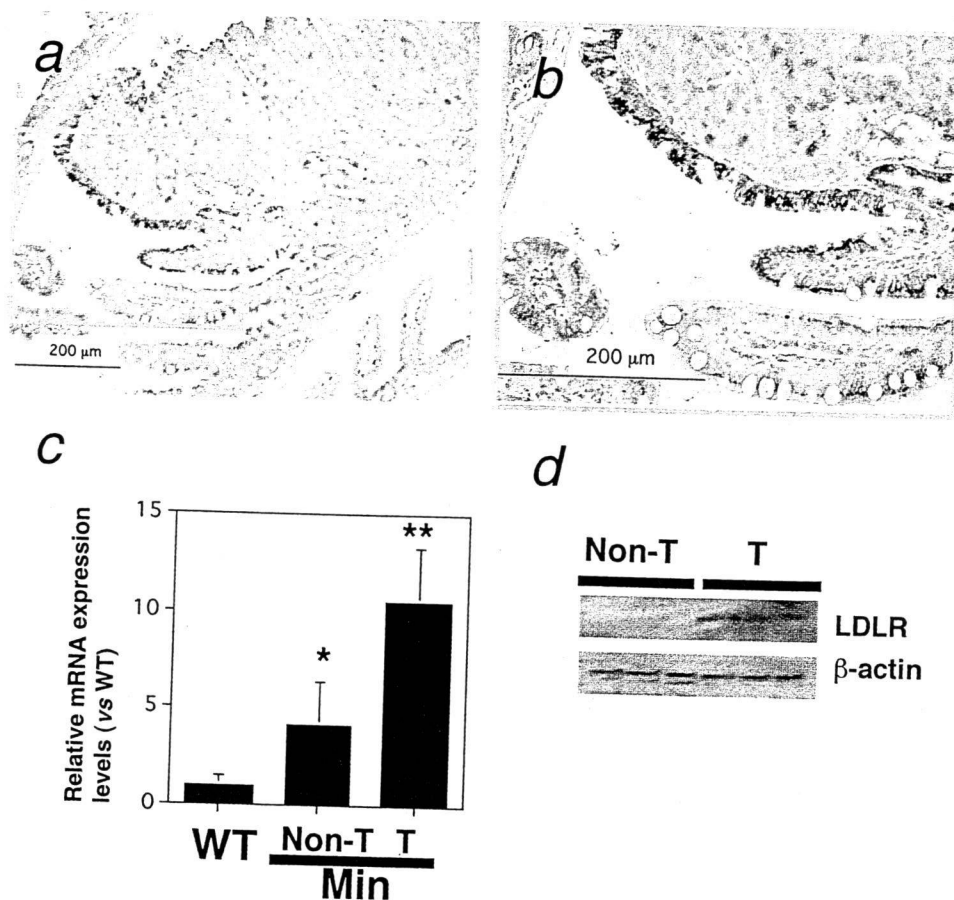 a
b
200 μm
200 μm
c
Relative mRNA expression
levels (vs WT)
15
10
5
0
*
**
WT
Non-T
T
Min
d
Non-T
T
LDLR
β-actin